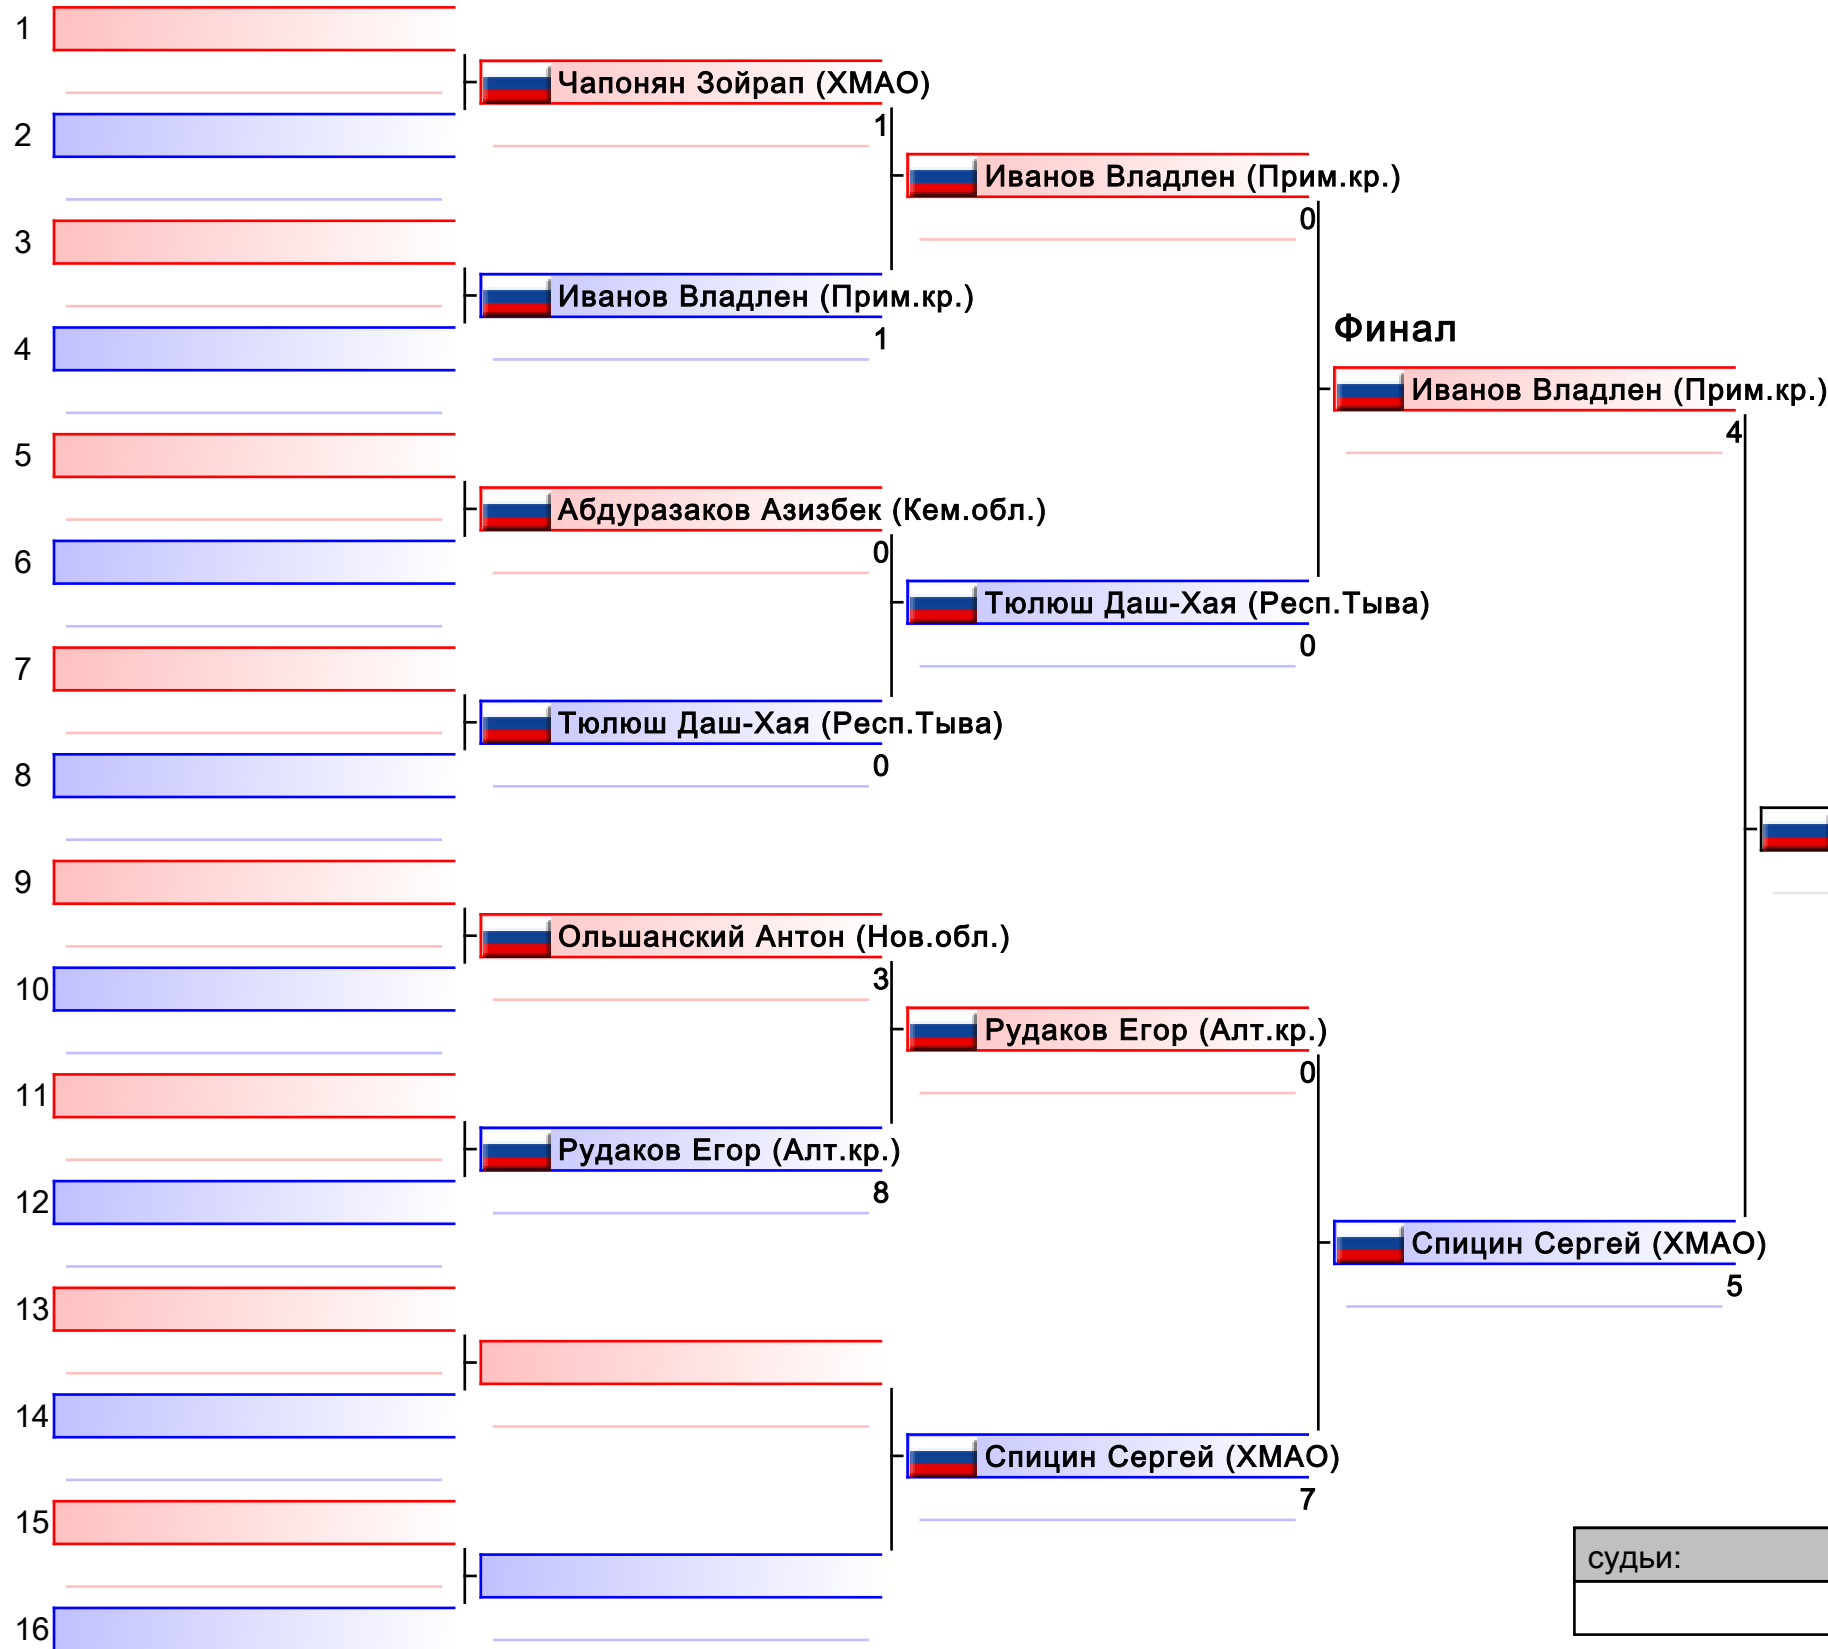 1
Чапонян Зойрап (ХМАО)
1
2
Иванов Владлен (Прим.кр.)
0
3
Иванов Владлен (Прим.кр.)
1
4
Финал
Иванов Владлен (Прим.кр.)
4
5
Абдуразаков Азизбек (Кем.обл.)
0
6
Тюлюш Даш-Хая (Респ.Тыва)
0
7
Тюлюш Даш-Хая (Респ.Тыва)
0
8
9
Ольшанский Антон (Нов.обл.)
3
10
Рудаков Егор (Алт.кр.)
0
11
Рудаков Егор (Алт.кр.)
8
12
Спицин Сергей (ХМАО)
5
13
14
Спицин Сергей (ХМАО)
7
15
судьи:
16